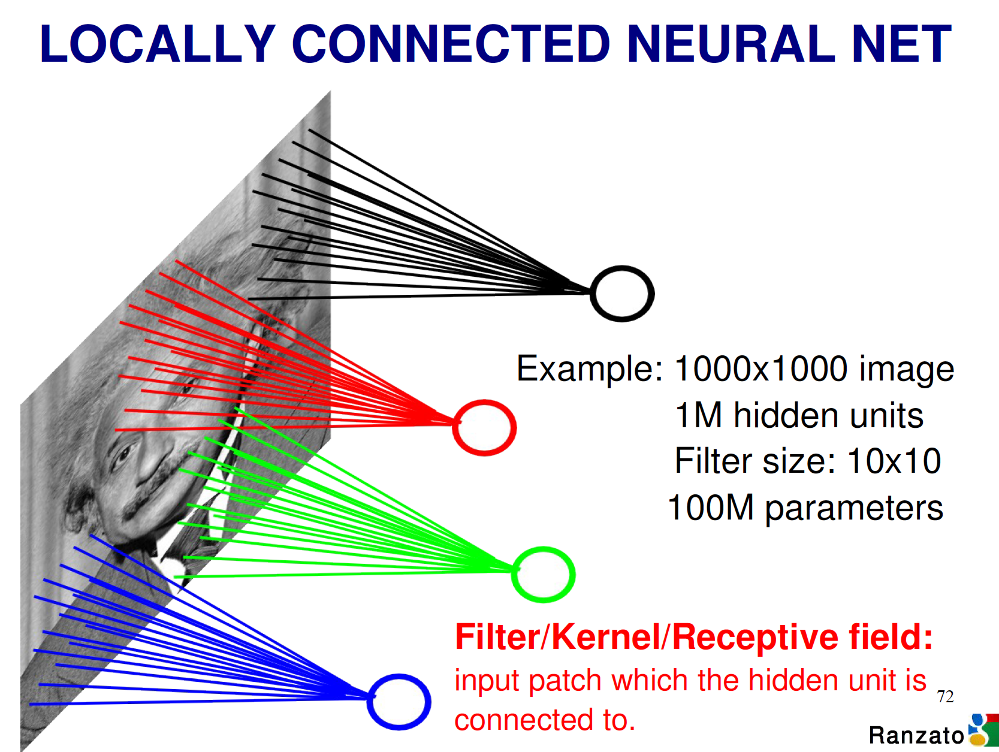 LOCALLY CONNECTED NEURAL NET
Example: 1000x1000 image
1M hidden units
Filter size: 10x10
100M parameters
Filter/Kernel/Receptive field:
input patch which the hidden unit is
connected to.
72
Ranzato